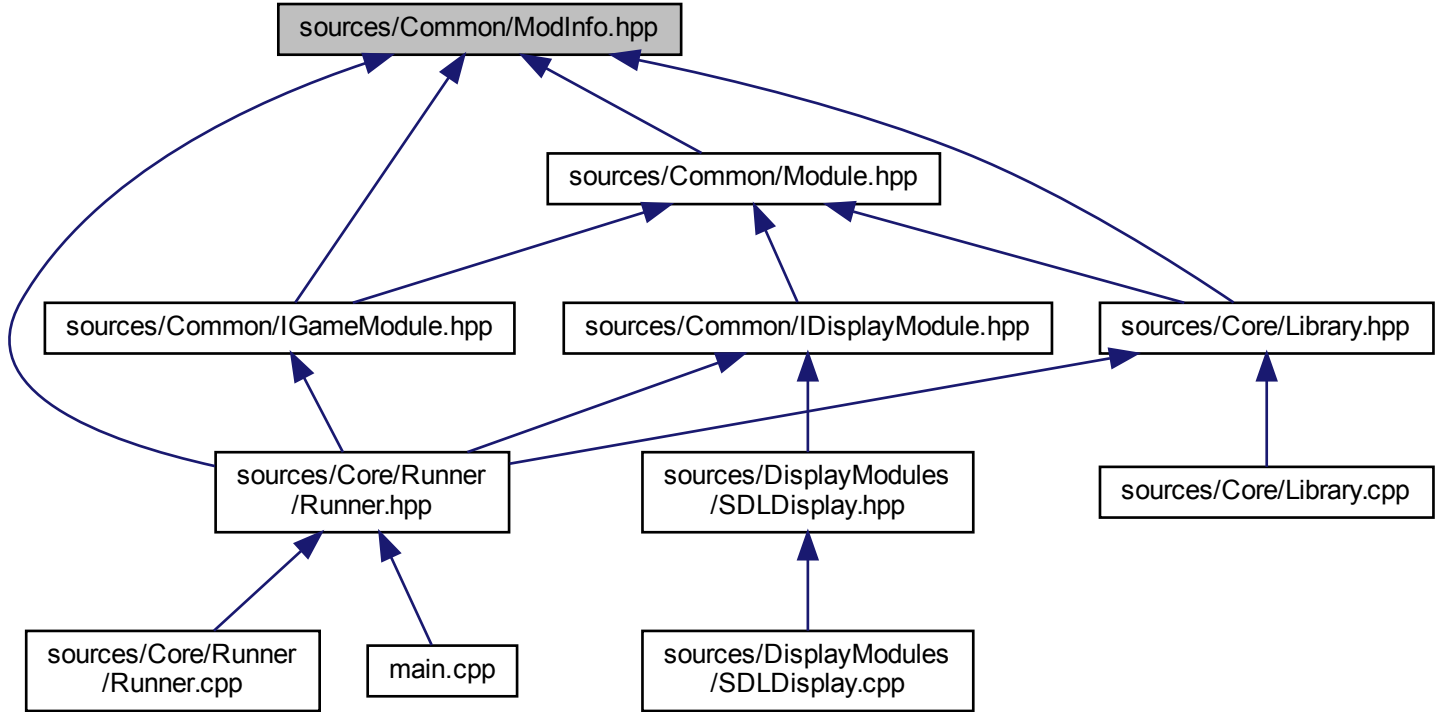 sources/Common/ModInfo.hpp
sources/Common/Module.hpp
sources/Common/IGameModule.hpp
sources/Common/IDisplayModule.hpp
sources/Core/Library.hpp
sources/Core/Runner
/Runner.hpp
sources/DisplayModules
/SDLDisplay.hpp
sources/Core/Library.cpp
sources/Core/Runner
/Runner.cpp
main.cpp
sources/DisplayModules
/SDLDisplay.cpp